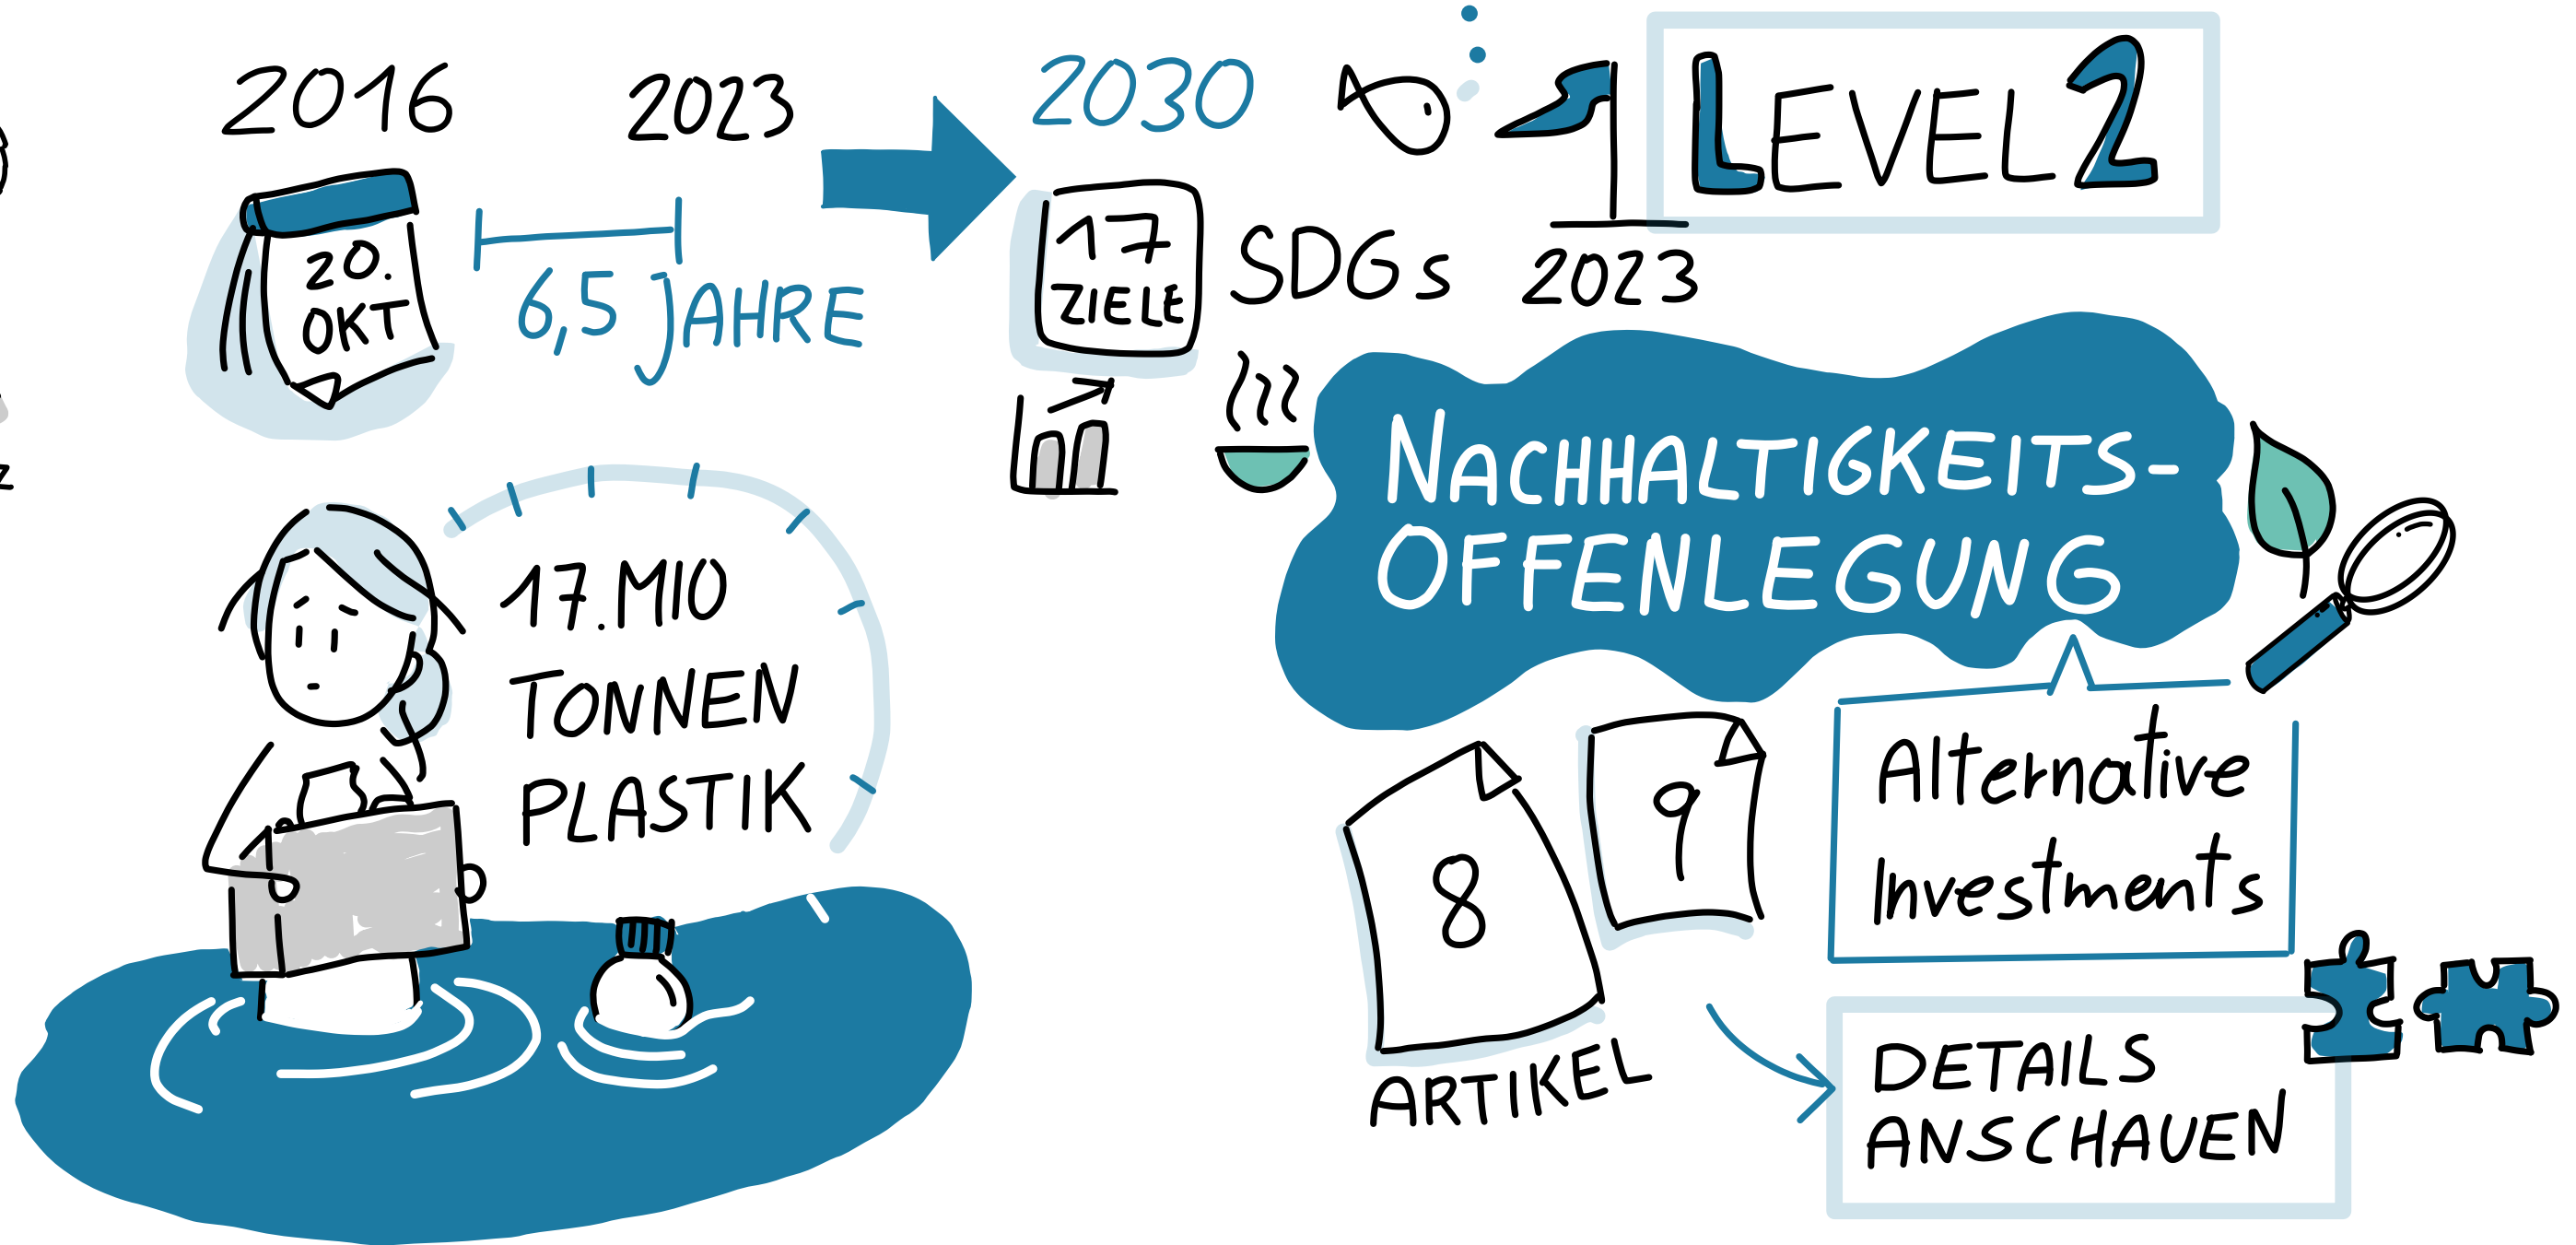 2016
20.
OKT
2023
6,5 JAHRE
2030
17
ZIELE
SDGs
LEVEL 2
2023
17.MIO
TONNEN
PLASTIK
NACHHALTIGKEITS-
OFFENLEGUNG
8
9
ARTIKEL
Alternative
Investments
DETAILS
ANSCHAUEN